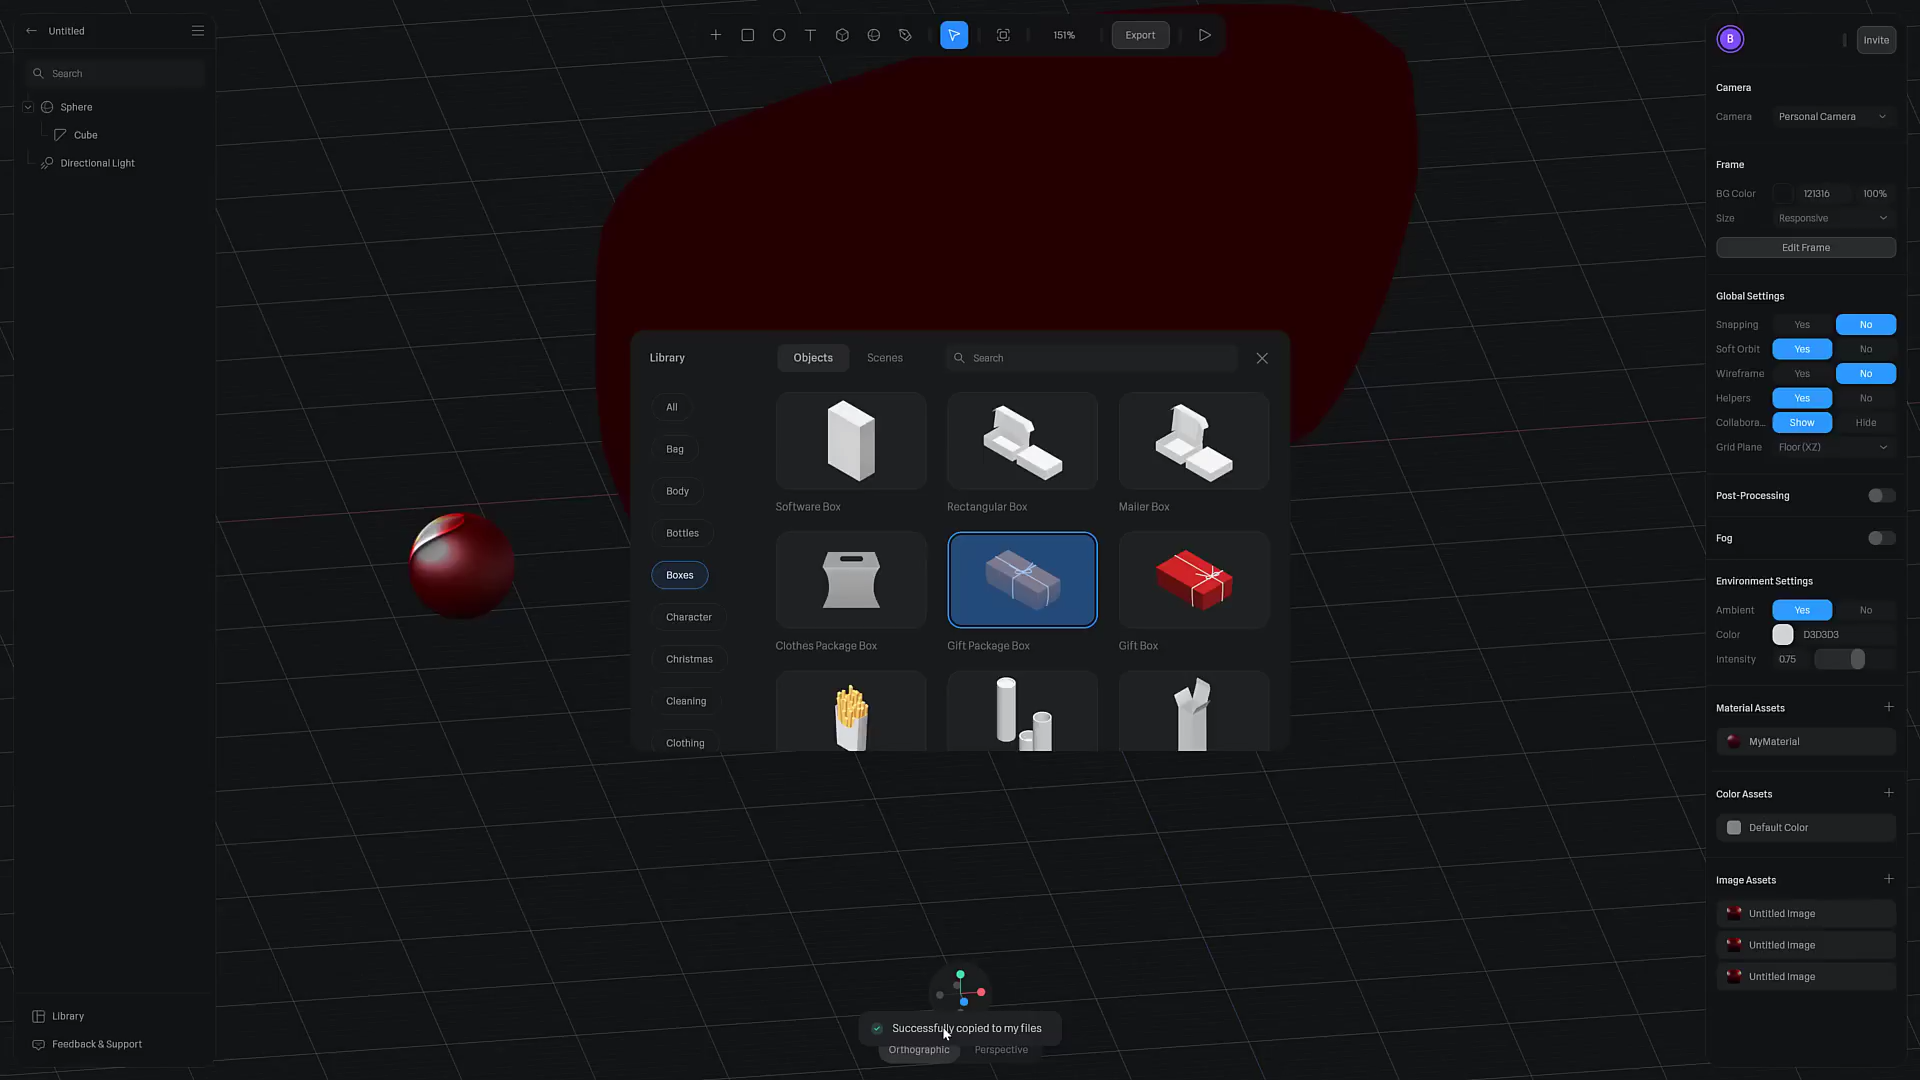 Untitled
Search
Sphere
Cube
Directional Light
Library
Feedback & Support
151%
Export
Library
Objects
Scenes
Search
All
Bag
Body
Bottles
Boxes
Character
Christmas
Cleaning
Clothing
Software Box
Rectangular Box
Mailer Box
Clothes Package Box
Gift Package Box
Gift Box
Successfully copied to my files
Orthographic
Perspective
B
Invite
Camera
Camera Personal Camera
Frame
BG Color 121316 100%
Size Responsive
Edit Frame
Global Settings
Snapping Yes No
Soft Orbit Yes No
Wireframe Yes No
Helpers Yes No
Collabora... Show Hide
Grid Plane Floor (XZ)
Post-Processing
Fog
Environment Settings
Ambient Yes No
Color D3D3D3
Intensity 0.75
Material Assets
MyMaterial
Color Assets
Default Color
Image Assets
Untitled Image
Untitled Image
Untitled Image